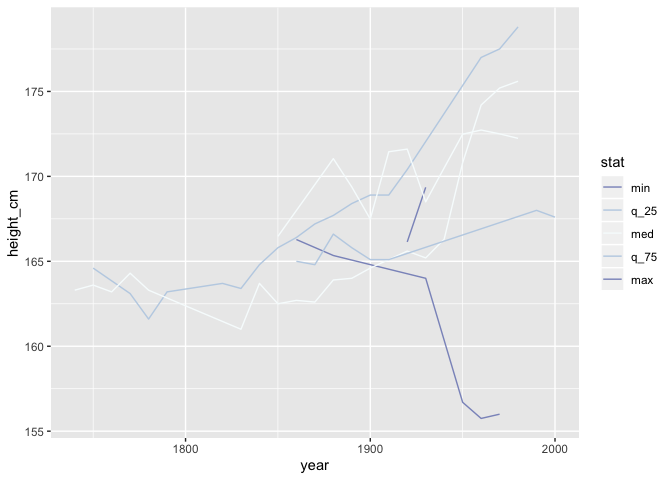 175
170
165
160
155
height_cm
1800
1900
2000
year
stat
min
q_25
med
q_75
max